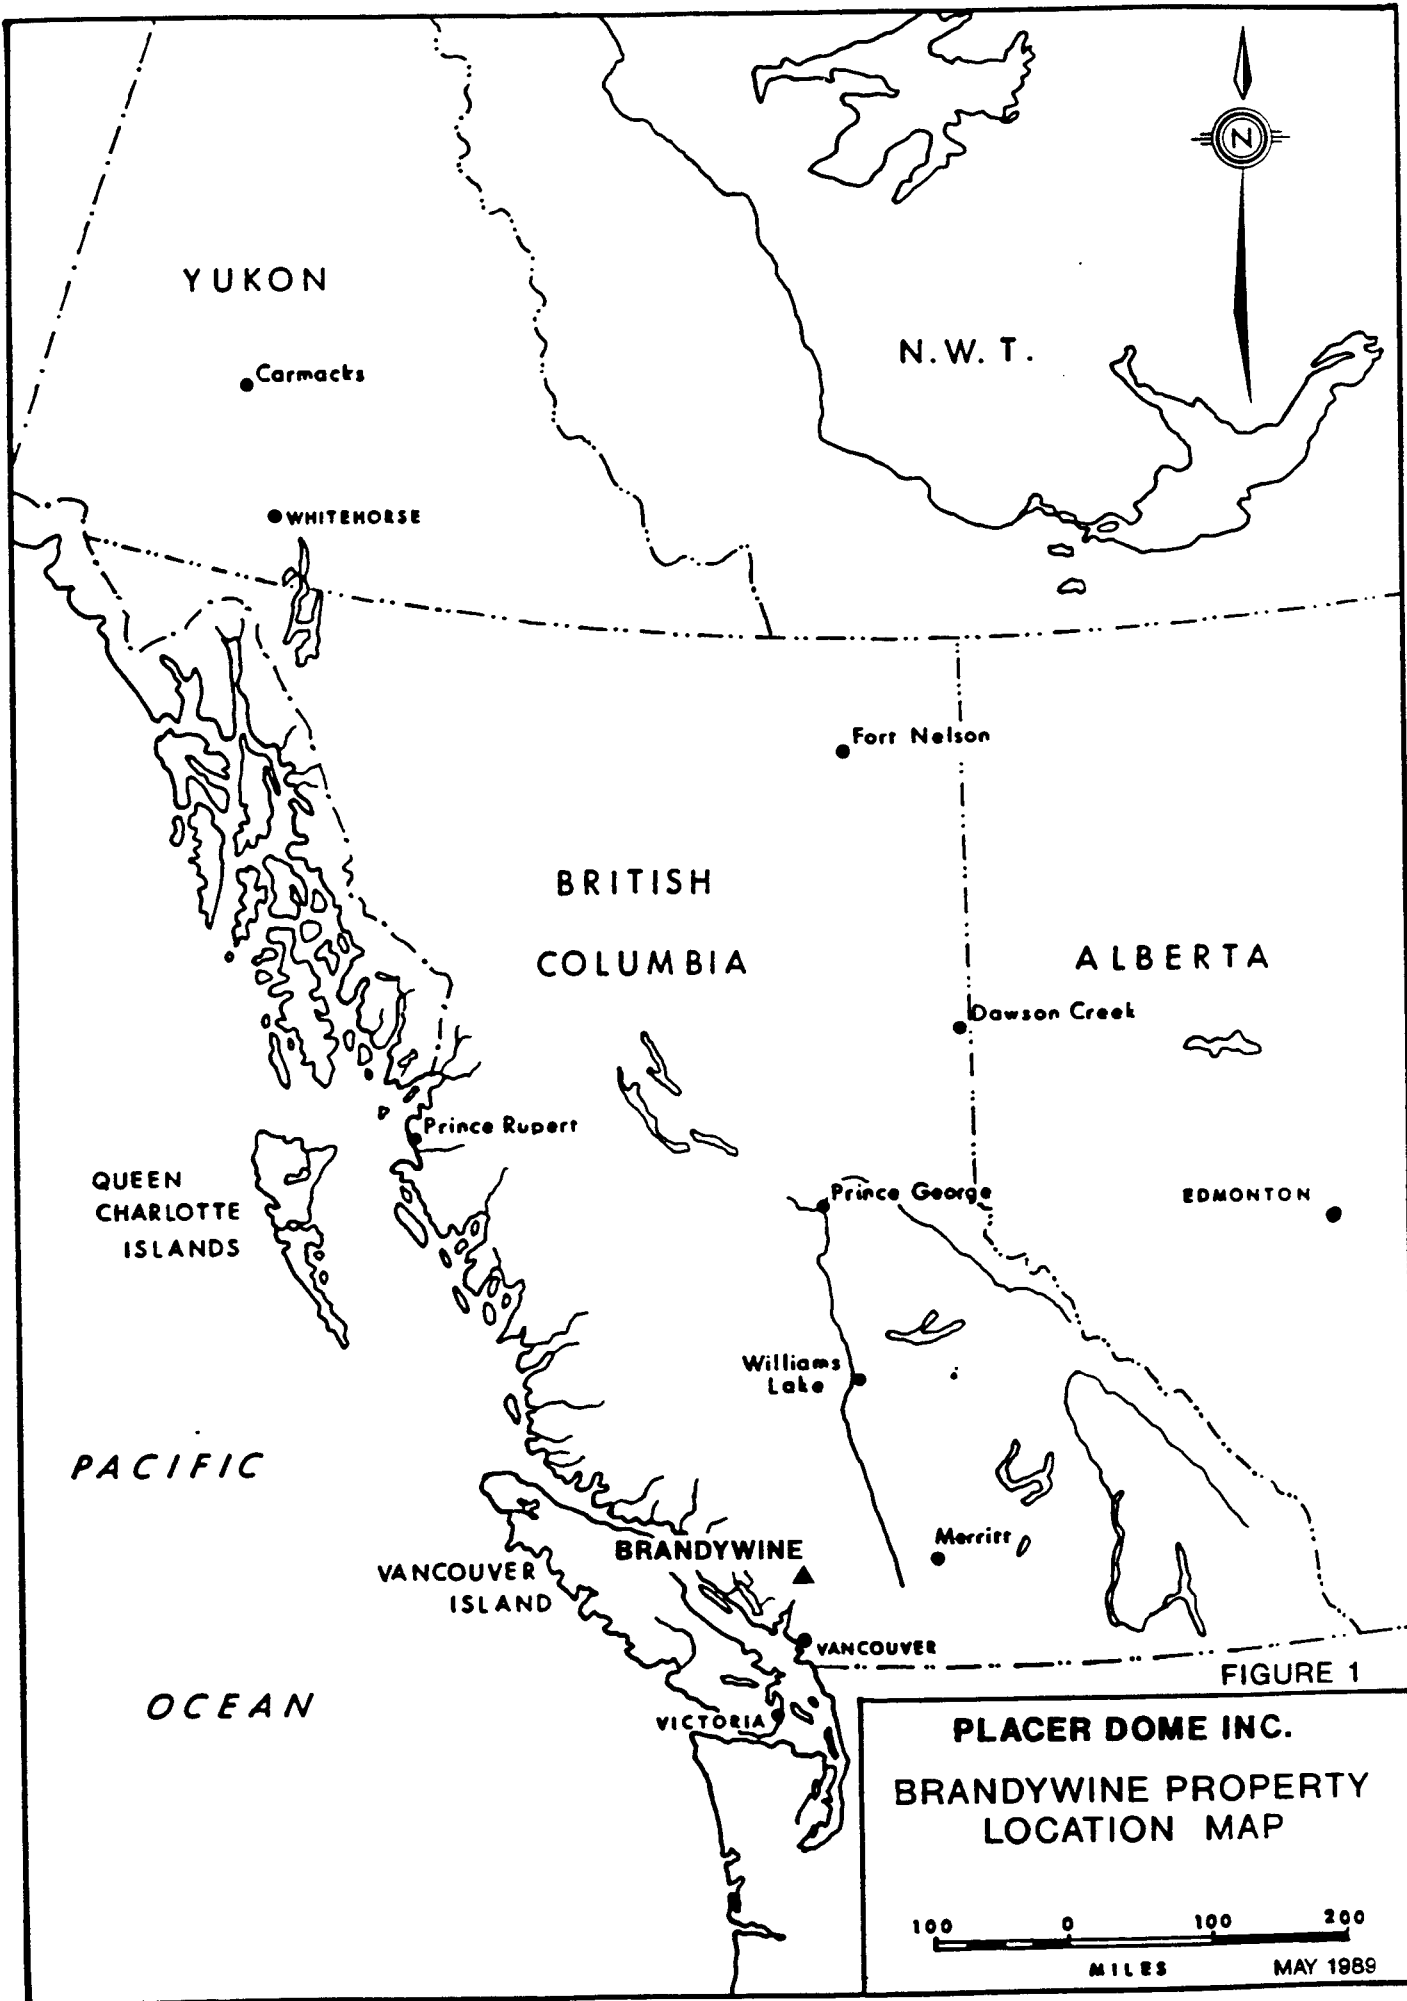 N
YUKON
N.W.T.
Carmacks
WHITEHORSE
Fort Nelson
BRITISH
COLUMBIA
ALBERTA
Dawson Creek
Prince Rupert
QUEEN
CHARLOTTE
ISLANDS
Prince George
EDMONTON
Williams
Lake
PACIFIC
Merritt
BRANDYWINE
VANCOUVER
ISLAND
VANCOUVER
FIGURE 1
OCEAN
VICTORIA
PLACER DOME INC.
BRANDYWINE PROPERTY
LOCATION MAP
100 0 100 200
MILES
MAY 1989